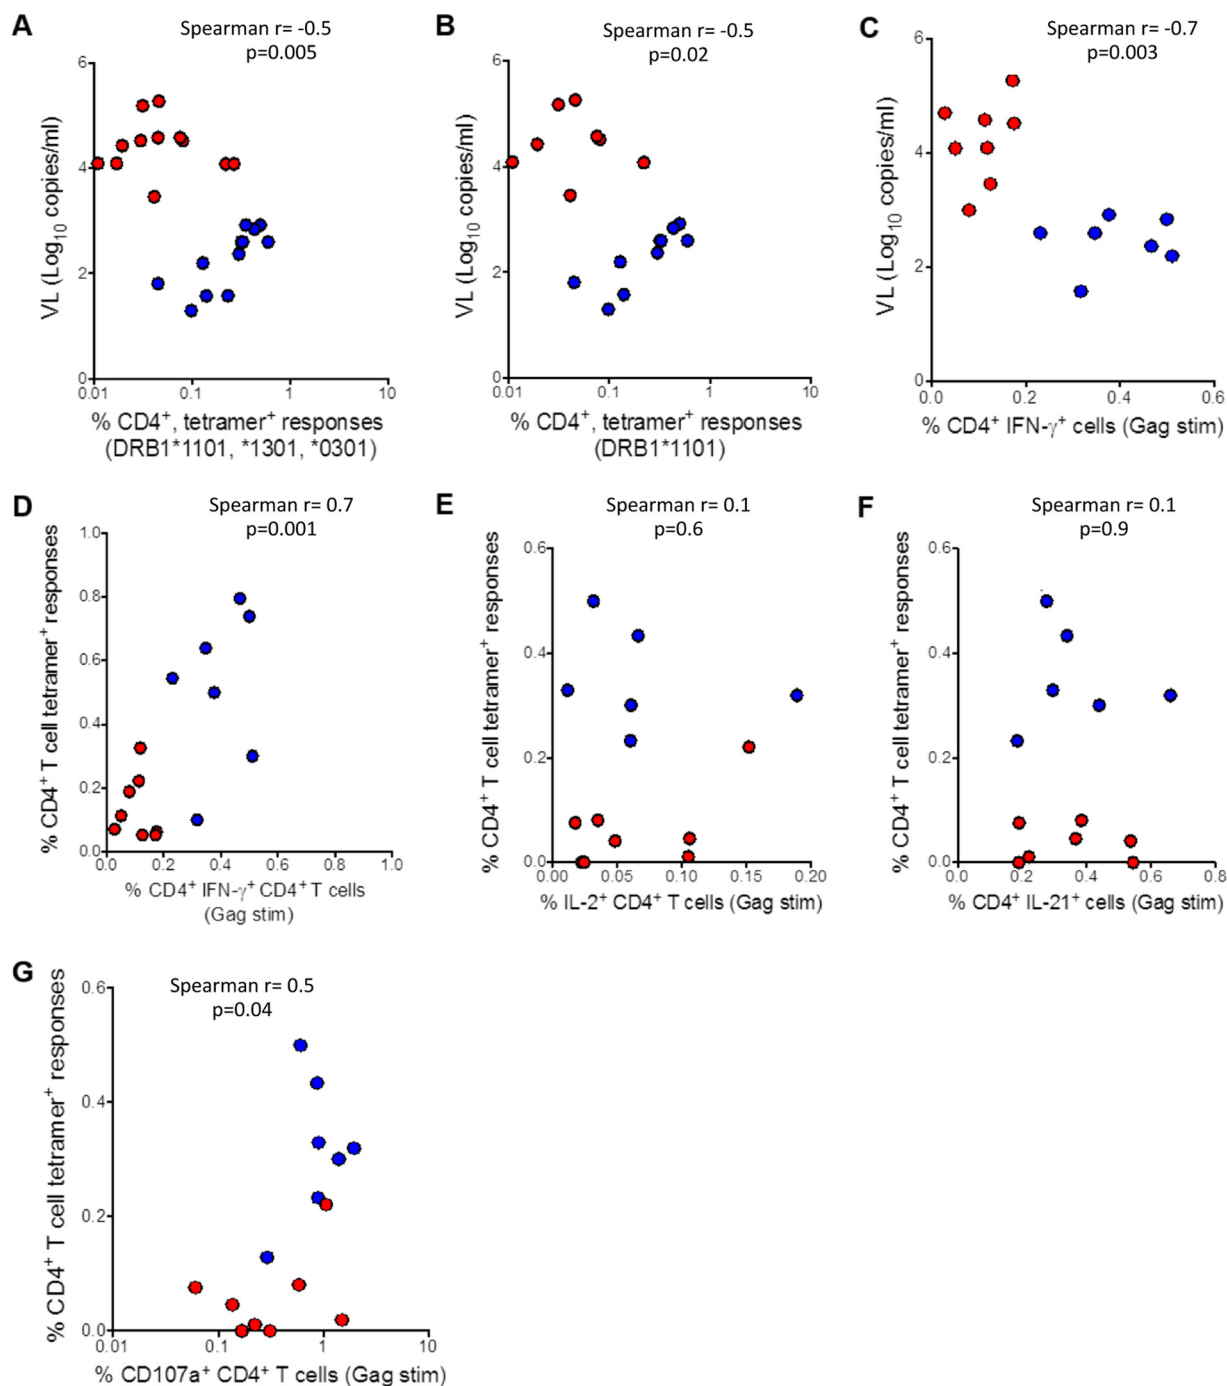 A
Spearman r= -0.5
p=0.005
6
4
2
0
VL (Log10 copies/ml)
0.01
0.1
1
10
% CD4+, tetramer+ responses
(DRB1*1101, *1301, *0301)
B
Spearman r= -0.5
p=0.02
6
4
2
0
VL (Log10 copies/ml)
0.01
0.1
1
10
% CD4+, tetramer+ responses
(DRB1*1101)
C
Spearman r= -0.7
p=0.003
6
4
2
0
VL (Log10 copies/ml)
0.0
0.2
0.4
0.6
% CD4+ IFN-γ+ cells (Gag stim)
D
Spearman r= 0.7
p=0.001
1.0
0.8
0.6
0.4
0.2
0.0
% CD4+ T cell tetramer+ responses
0.0
0.2
0.4
0.6
0.8
1.0
% CD4+ IFN-γ+ CD4+ T cells
(Gag stim)
E
Spearman r= 0.1
p=0.6
0.6
0.4
0.2
0.0
% CD4+ T cell tetramer+ responses
0.00
0.05
0.10
0.15
0.20
% IL-2+ CD4+ T cells (Gag stim)
F
Spearman r= 0.1
p=0.9
0.6
0.4
0.2
0.0
% CD4+ T cell tetramer+ responses
0.0
0.2
0.4
0.6
0.8
% CD4+ IL-21+ cells (Gag stim)
G
Spearman r= 0.5
p=0.04
0.6
0.4
0.2
0.0
% CD4+ T cell tetramer+ responses
0.01
0.1
1
10
% CD107a+ CD4+ T cells (Gag stim)